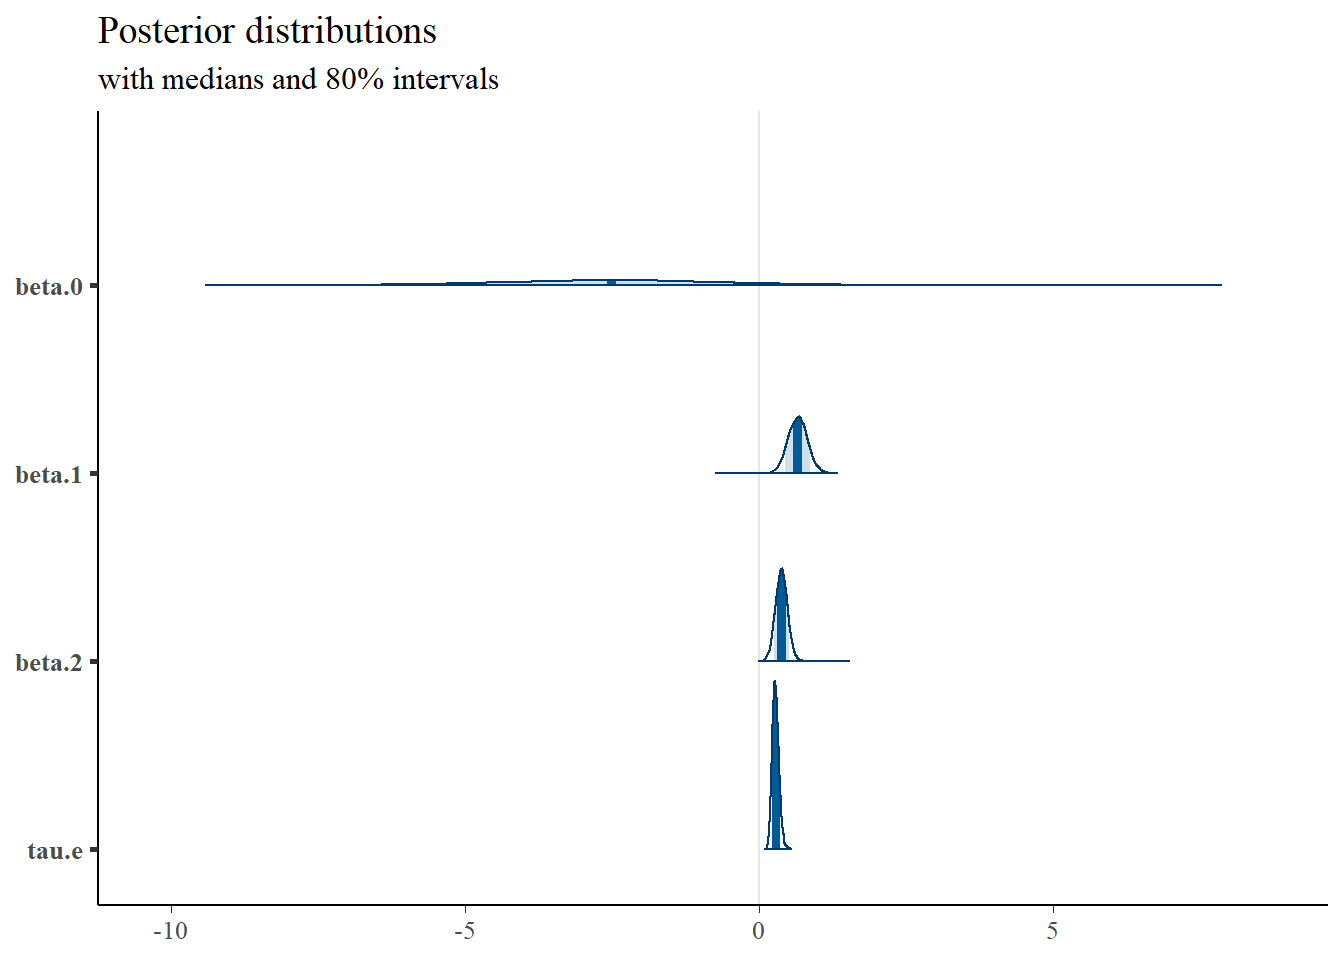 Posterior distributions
with medians and 80% intervals
beta.0
beta.1
beta.2
tau.e
-10 -5 0 5